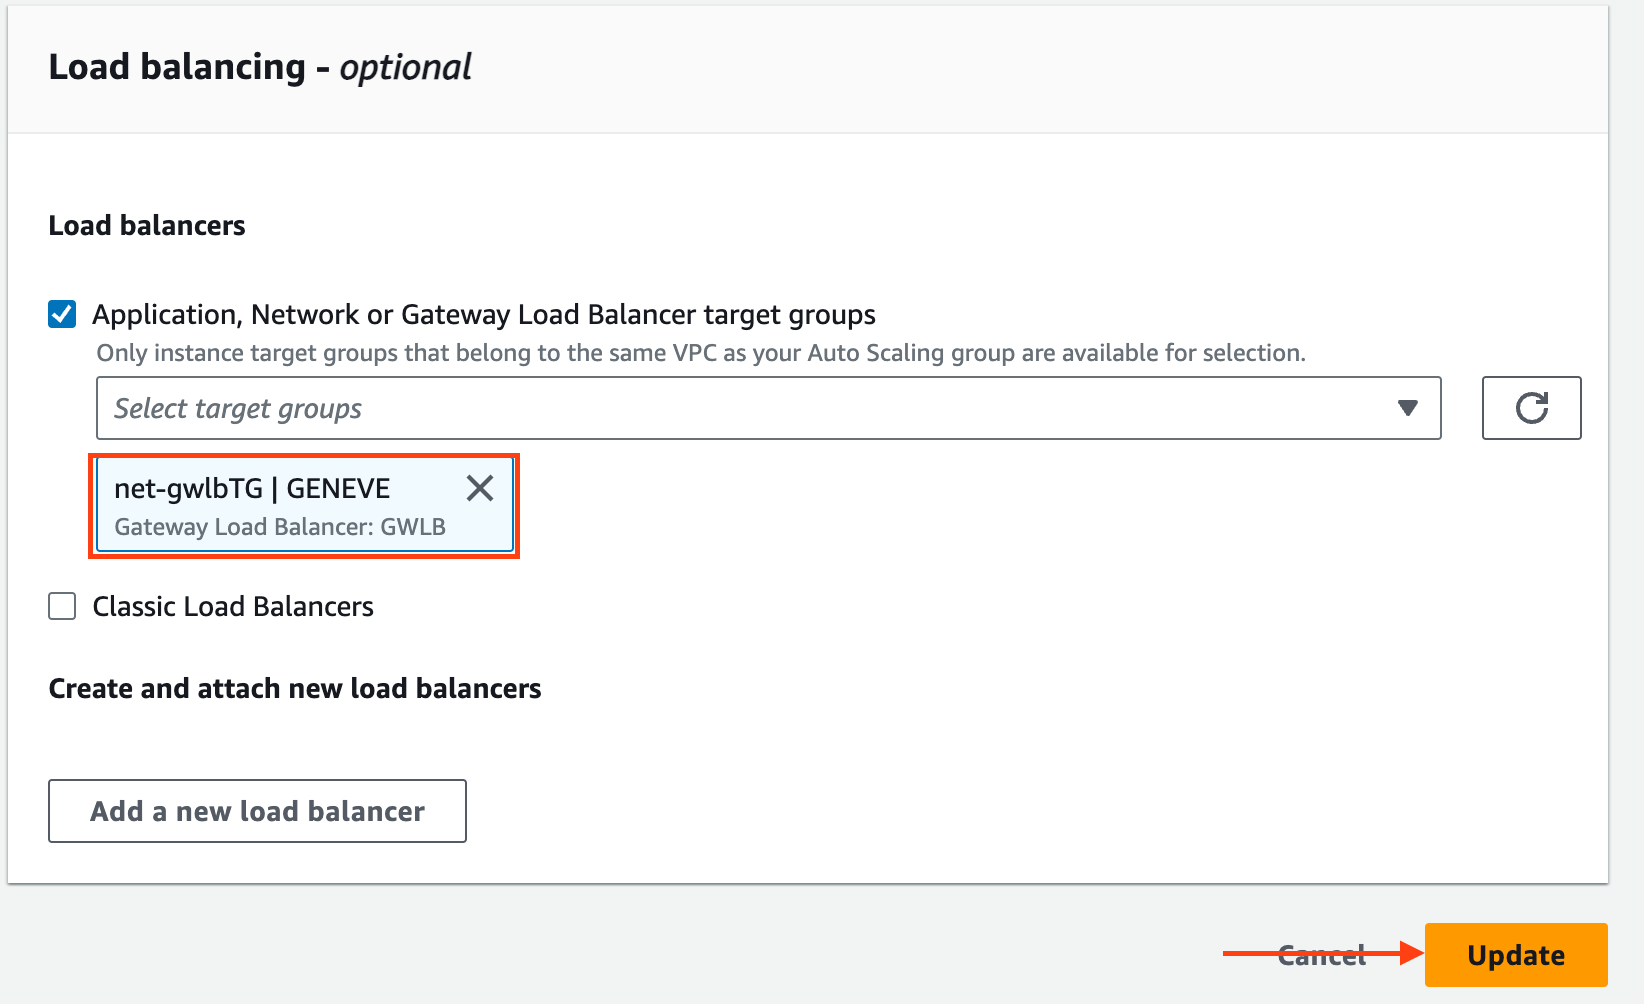 Load balancing - optional
Load balancers
Application, Network or Gateway Load Balancer target groups
Only instance target groups that belong to the same VPC as your Auto Scaling group are available for selection.
Select target groups
net-gwlbTG | GENEVE
Gateway Load Balancer: GWLB
Classic Load Balancers
Create and attach new load balancers
Add a new load balancer
Cancel
Update